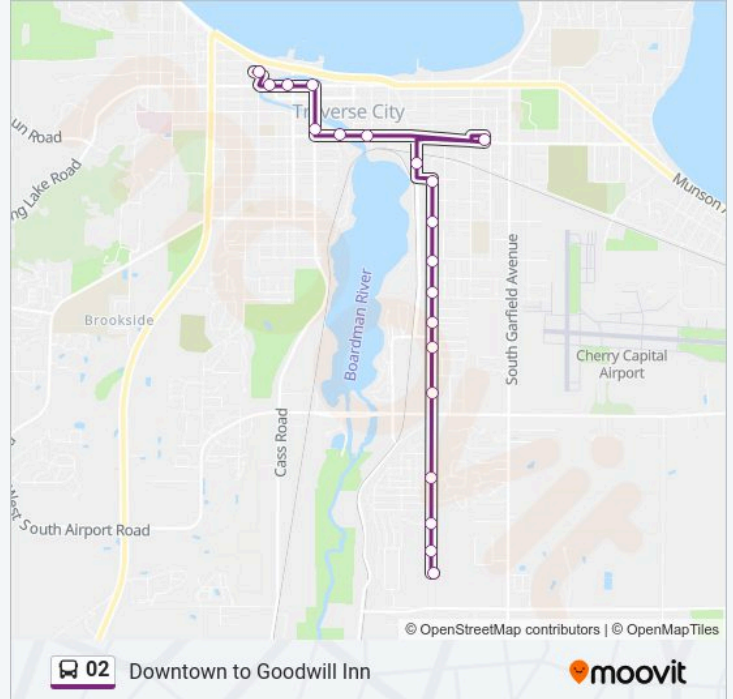 Traverse City
un Road
ng Lake Road
Munson A
South Garfield Avenue
Boardman River
Brookside
Cherry Capital
Airport
Cass Road
West South Airport Road
© OpenStreetMap contributors | © OpenMapTiles
02 Downtown to Goodwill Inn
moovit